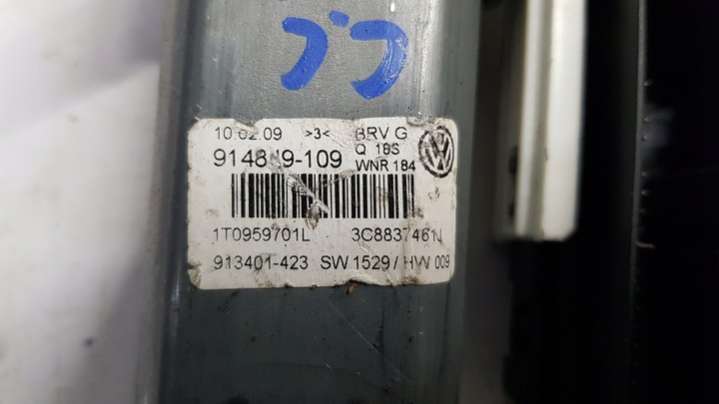 10.02.09 >3< BRV G
Q 18S
WNR 184
1T0959701L 3C8837461N
913401-423 SW 1529 / HW 009